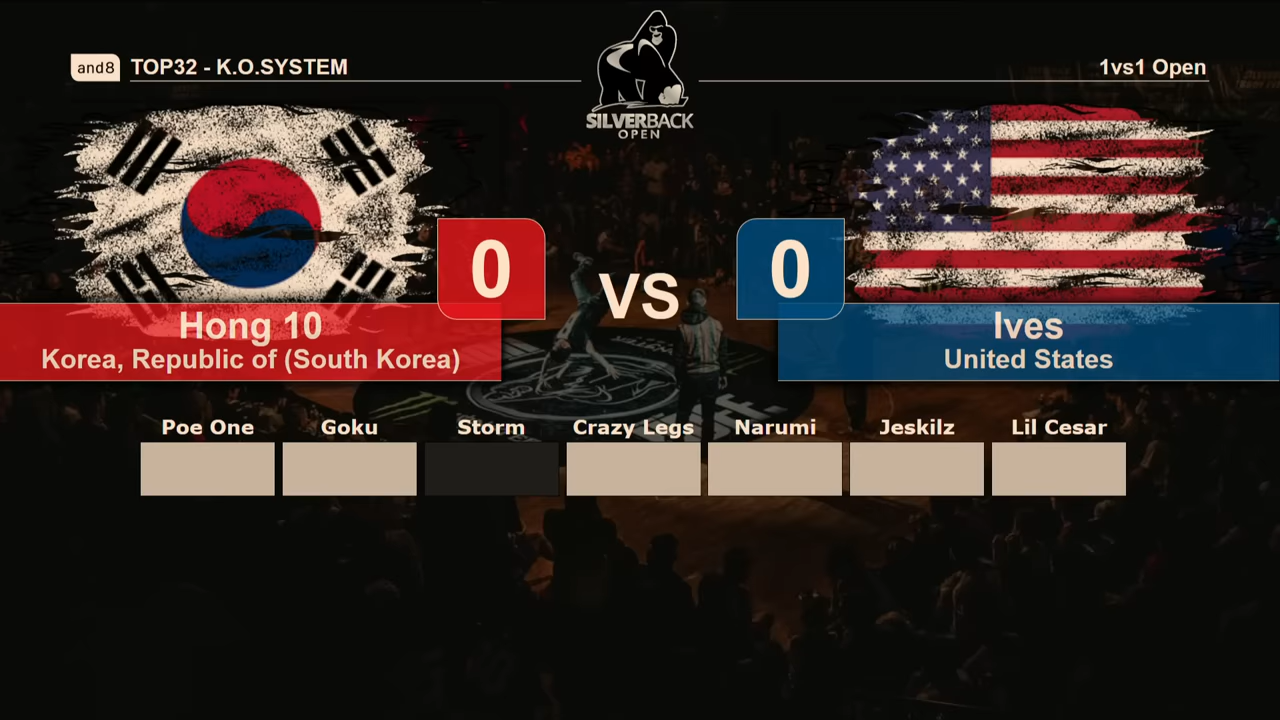 and8 TOP32 - K.O.SYSTEM
1vs1 Open
SILVERBACK
OPEN
0
VS
0
Hong 10
Korea, Republic of (South Korea)
Ives
United States
Poe One
Goku
Storm
Crazy Legs
Narumi
Jeskilz
Lil Cesar